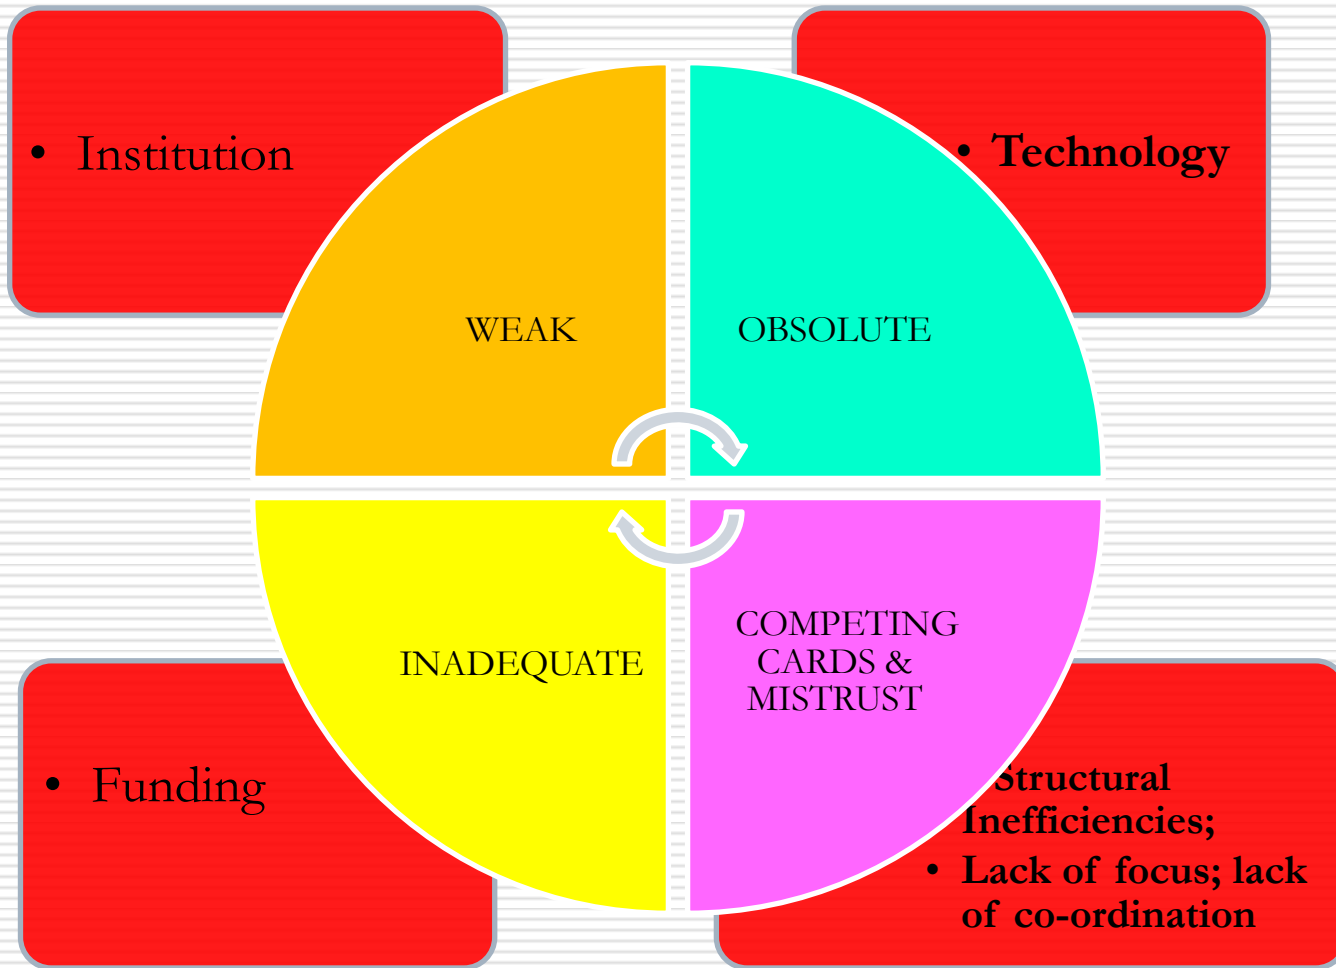 • Institution
• Technology
WEAK
OBSOLUTE
INADEQUATE
COMPETING
CARDS &
MISTRUST
• Funding
Structural
Inefficiencies;
• Lack of focus; lack
of co-ordination